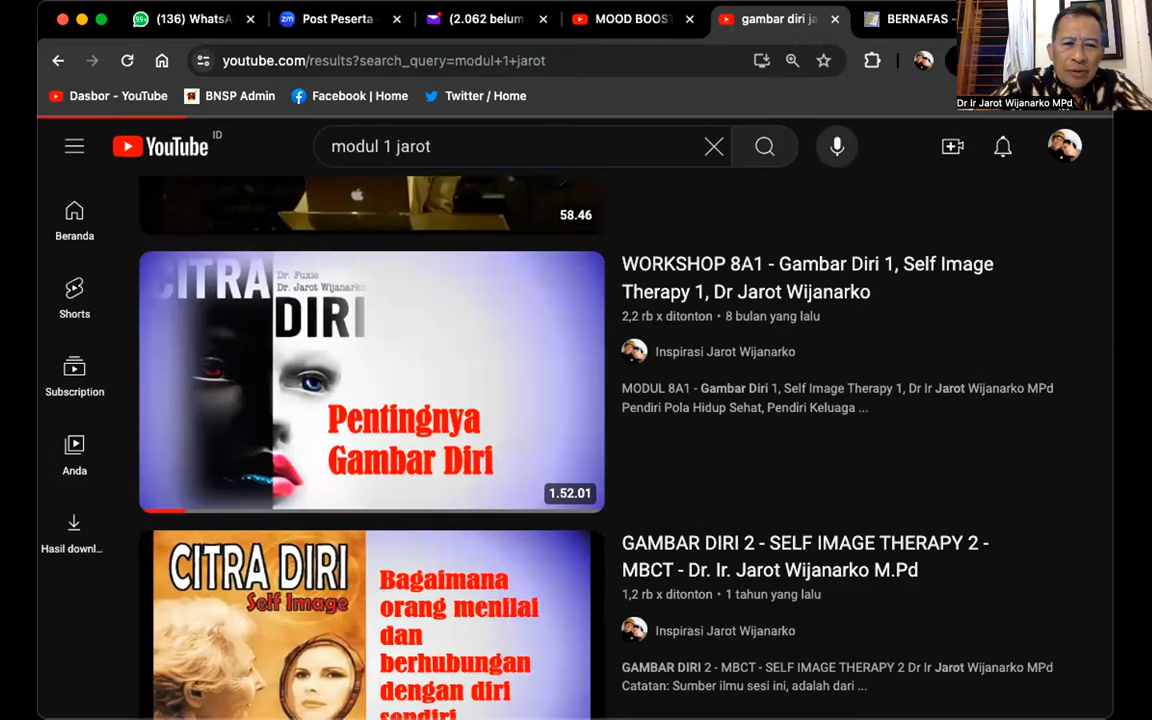 (136) WhatsA
Post Peserta
(2.062 belum
MOOD BOOST
gambar diri ja
BERNAFAS -
youtube.com/results?search_query=modul+1+jarot
Dr Ir Jarot Wijanarko MPd
Dasbor - YouTube
BNSP Admin
Facebook | Home
Twitter / Home
YouTube ID
modul 1 jarot
Beranda
Shorts
Subscription
Anda
Hasil downl...
58.46
CITRA
Dr. Fuxie
Dr. Jarot Wijanarko
DIRI
Pentingnya
Gambar Diri
1.52.01
WORKSHOP 8A1 - Gambar Diri 1, Self Image
Therapy 1, Dr Jarot Wijanarko
2,2 rb x ditonton • 8 bulan yang lalu
Inspirasi Jarot Wijanarko
MODUL 8A1 - Gambar Diri 1, Self Image Therapy 1, Dr Ir Jarot Wijanarko MPd
Pendiri Pola Hidup Sehat, Pendiri Keluaga ...
CITRA DIRI
Self Image
Bagaimana
orang menilai
dan
berhubungan
dengan diri
sendiri
GAMBAR DIRI 2 - SELF IMAGE THERAPY 2 -
MBCT - Dr. Ir. Jarot Wijanarko M.Pd
1,2 rb x ditonton • 1 tahun yang lalu
Inspirasi Jarot Wijanarko
GAMBAR DIRI 2 - MBCT - SELF IMAGE THERAPY 2 Dr Ir Jarot Wijanarko MPd
Catatan: Sumber ilmu sesi ini, adalah dari ...